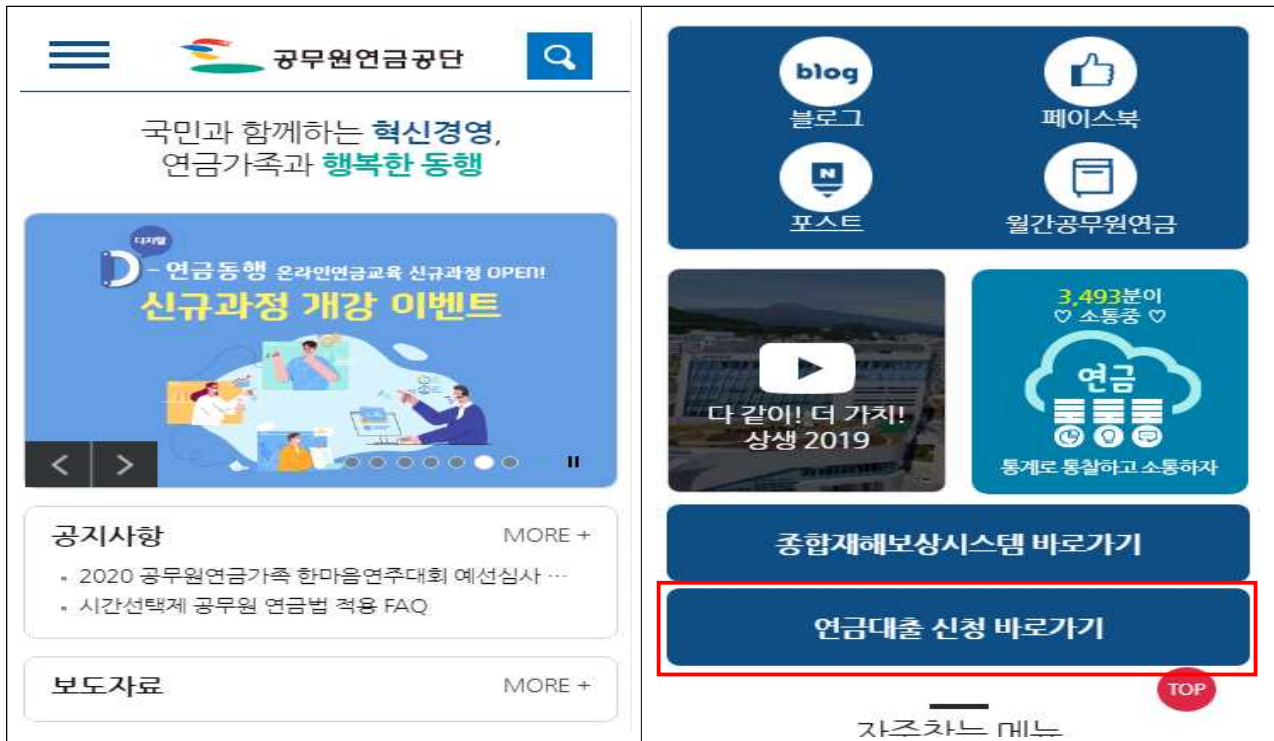 공무원연금공단
국민과 함께하는 혁신경영,
연금가족과 행복한 동행
디지털
D - 연금동행 온라인연금교육 신규과정 OPEN!
신규과정 개강 이벤트
공지사항 MORE +
2020 공무원연금가족 한마음연주대회 예선심사 …
시간선택제 공무원 연금법 적용 FAQ
보도자료 MORE +
blog
블로그
페이스북
N
포스트
월간공무원연금
다 같이! 더 가치!
상생 2019
3,493분이
♡ 소통중 ♡
연금
통계로 통찰하고 소통하자
종합재해보상시스템 바로가기
연금대출 신청 바로가기
TOP
자주찾는 메뉴